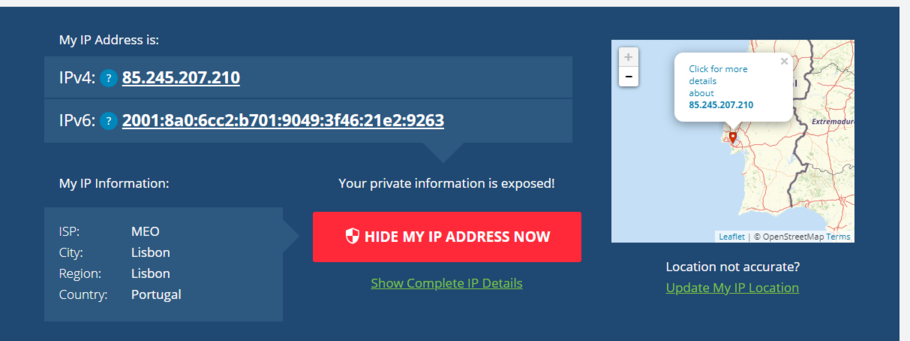 My IP Address is:
IPv4: ? 85.245.207.210
IPv6: ? 2001:8a0:6cc2:b701:9049:3f46:21e2:9263
My IP Information:
ISP: MEO
City: Lisbon
Region: Lisbon
Country: Portugal
Your private information is exposed!
HIDE MY IP ADDRESS NOW
Show Complete IP Details
+
−
×
Click for more
details
about
85.245.207.210
Leaflet | © OpenStreetMap Terms
Location not accurate?
Update My IP Location